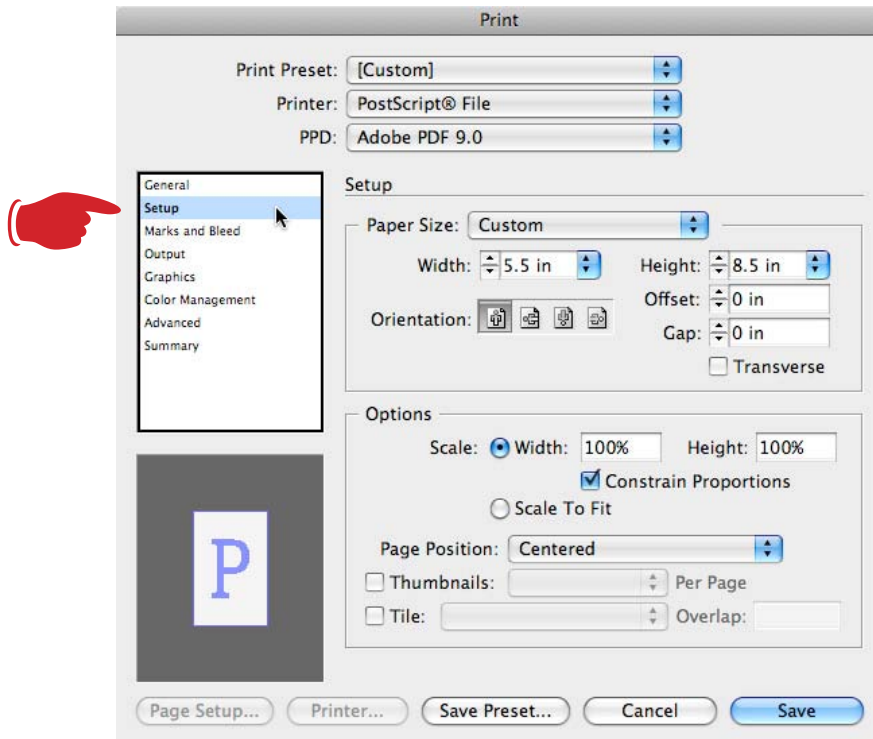 Print
Print Preset: [Custom]
Printer: PostScript® File
PPD: Adobe PDF 9.0
General
Setup
Marks and Bleed
Output
Graphics
Color Management
Advanced
Summary
Setup
Paper Size: Custom
Width: 5.5 in Height: 8.5 in
Offset: 0 in
Orientation:
Gap: 0 in
Transverse
Options
Scale: Width: 100% Height: 100%
Constrain Proportions
Scale To Fit
Page Position: Centered
Thumbnails: Per Page
Tile: Overlap:
P
Page Setup... Printer... Save Preset... Cancel Save